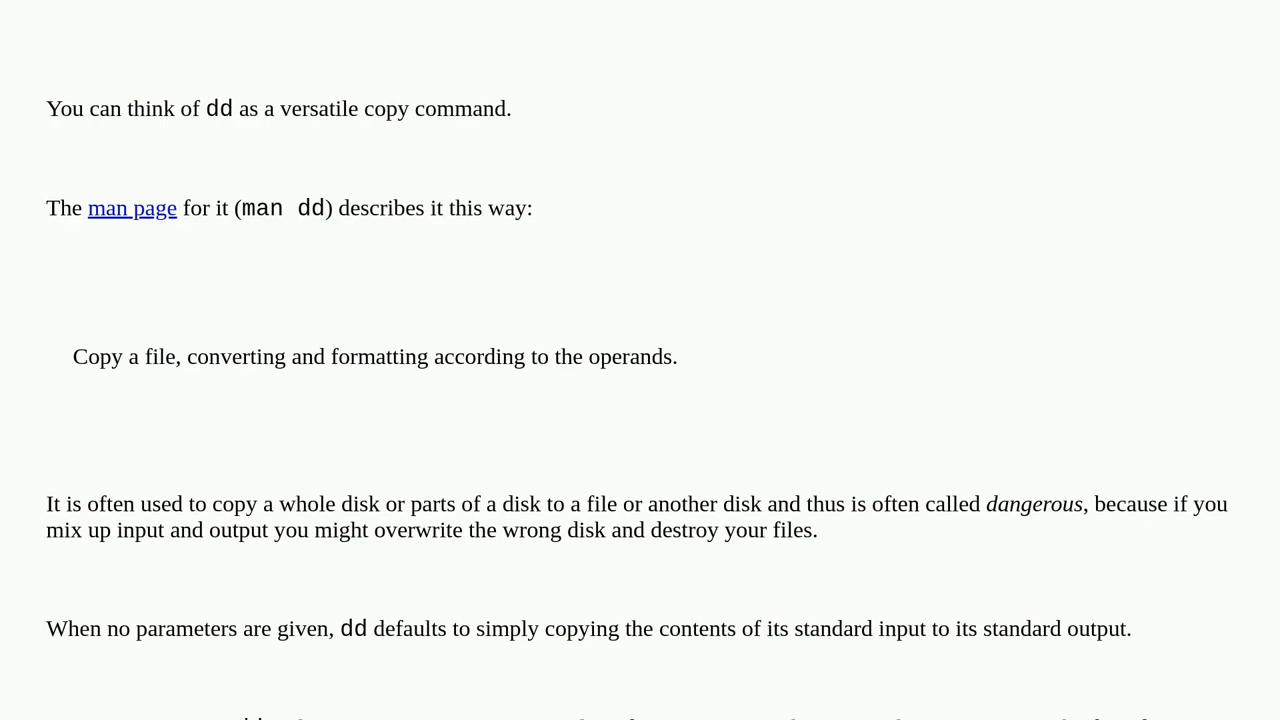 You can think of dd as a versatile copy command.
The man page for it (man dd) describes it this way:
Copy a file, converting and formatting according to the operands.
It is often used to copy a whole disk or parts of a disk to a file or another disk and thus is often called dangerous, because if you
mix up input and output you might overwrite the wrong disk and destroy your files.
When no parameters are given, dd defaults to simply copying the contents of its standard input to its standard output.